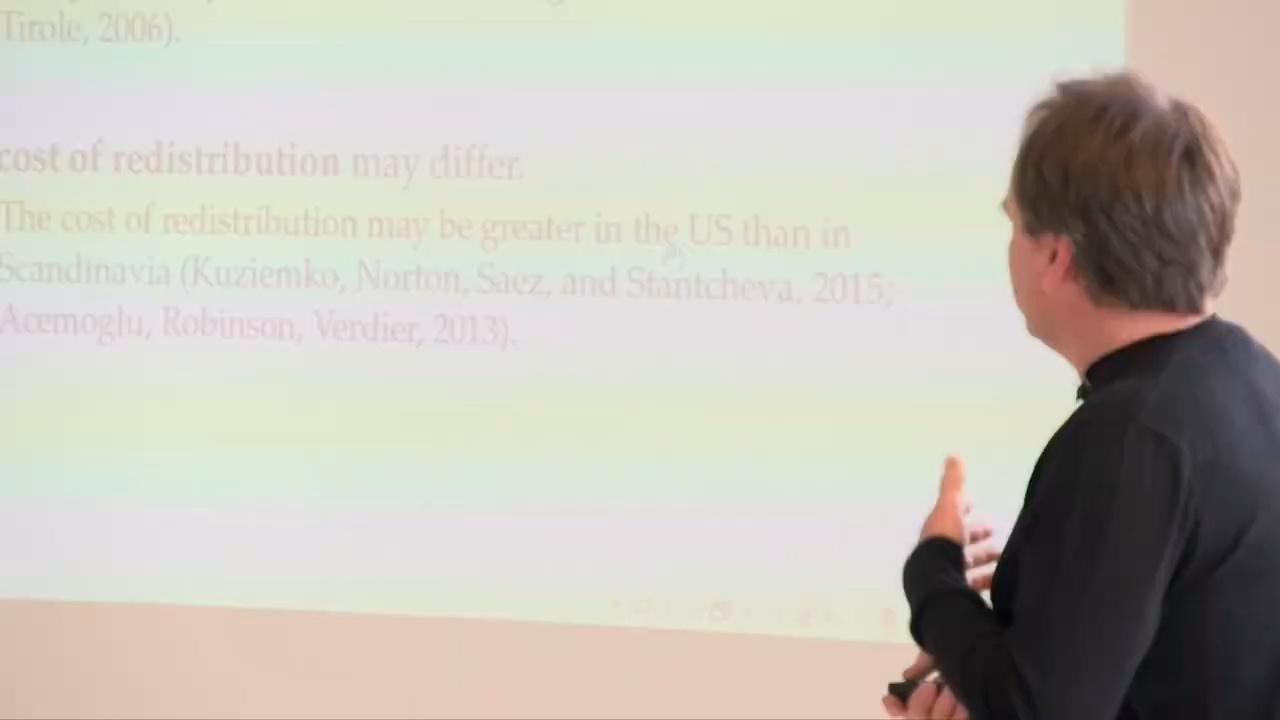 Tirole, 2006).
cost of redistribution may differ.
The cost of redistribution may be greater in the US than in
Scandinavia (Kuziemko, Norton, Saez, and Stantcheva, 2015;
Acemoglu, Robinson, Verdier, 2013).